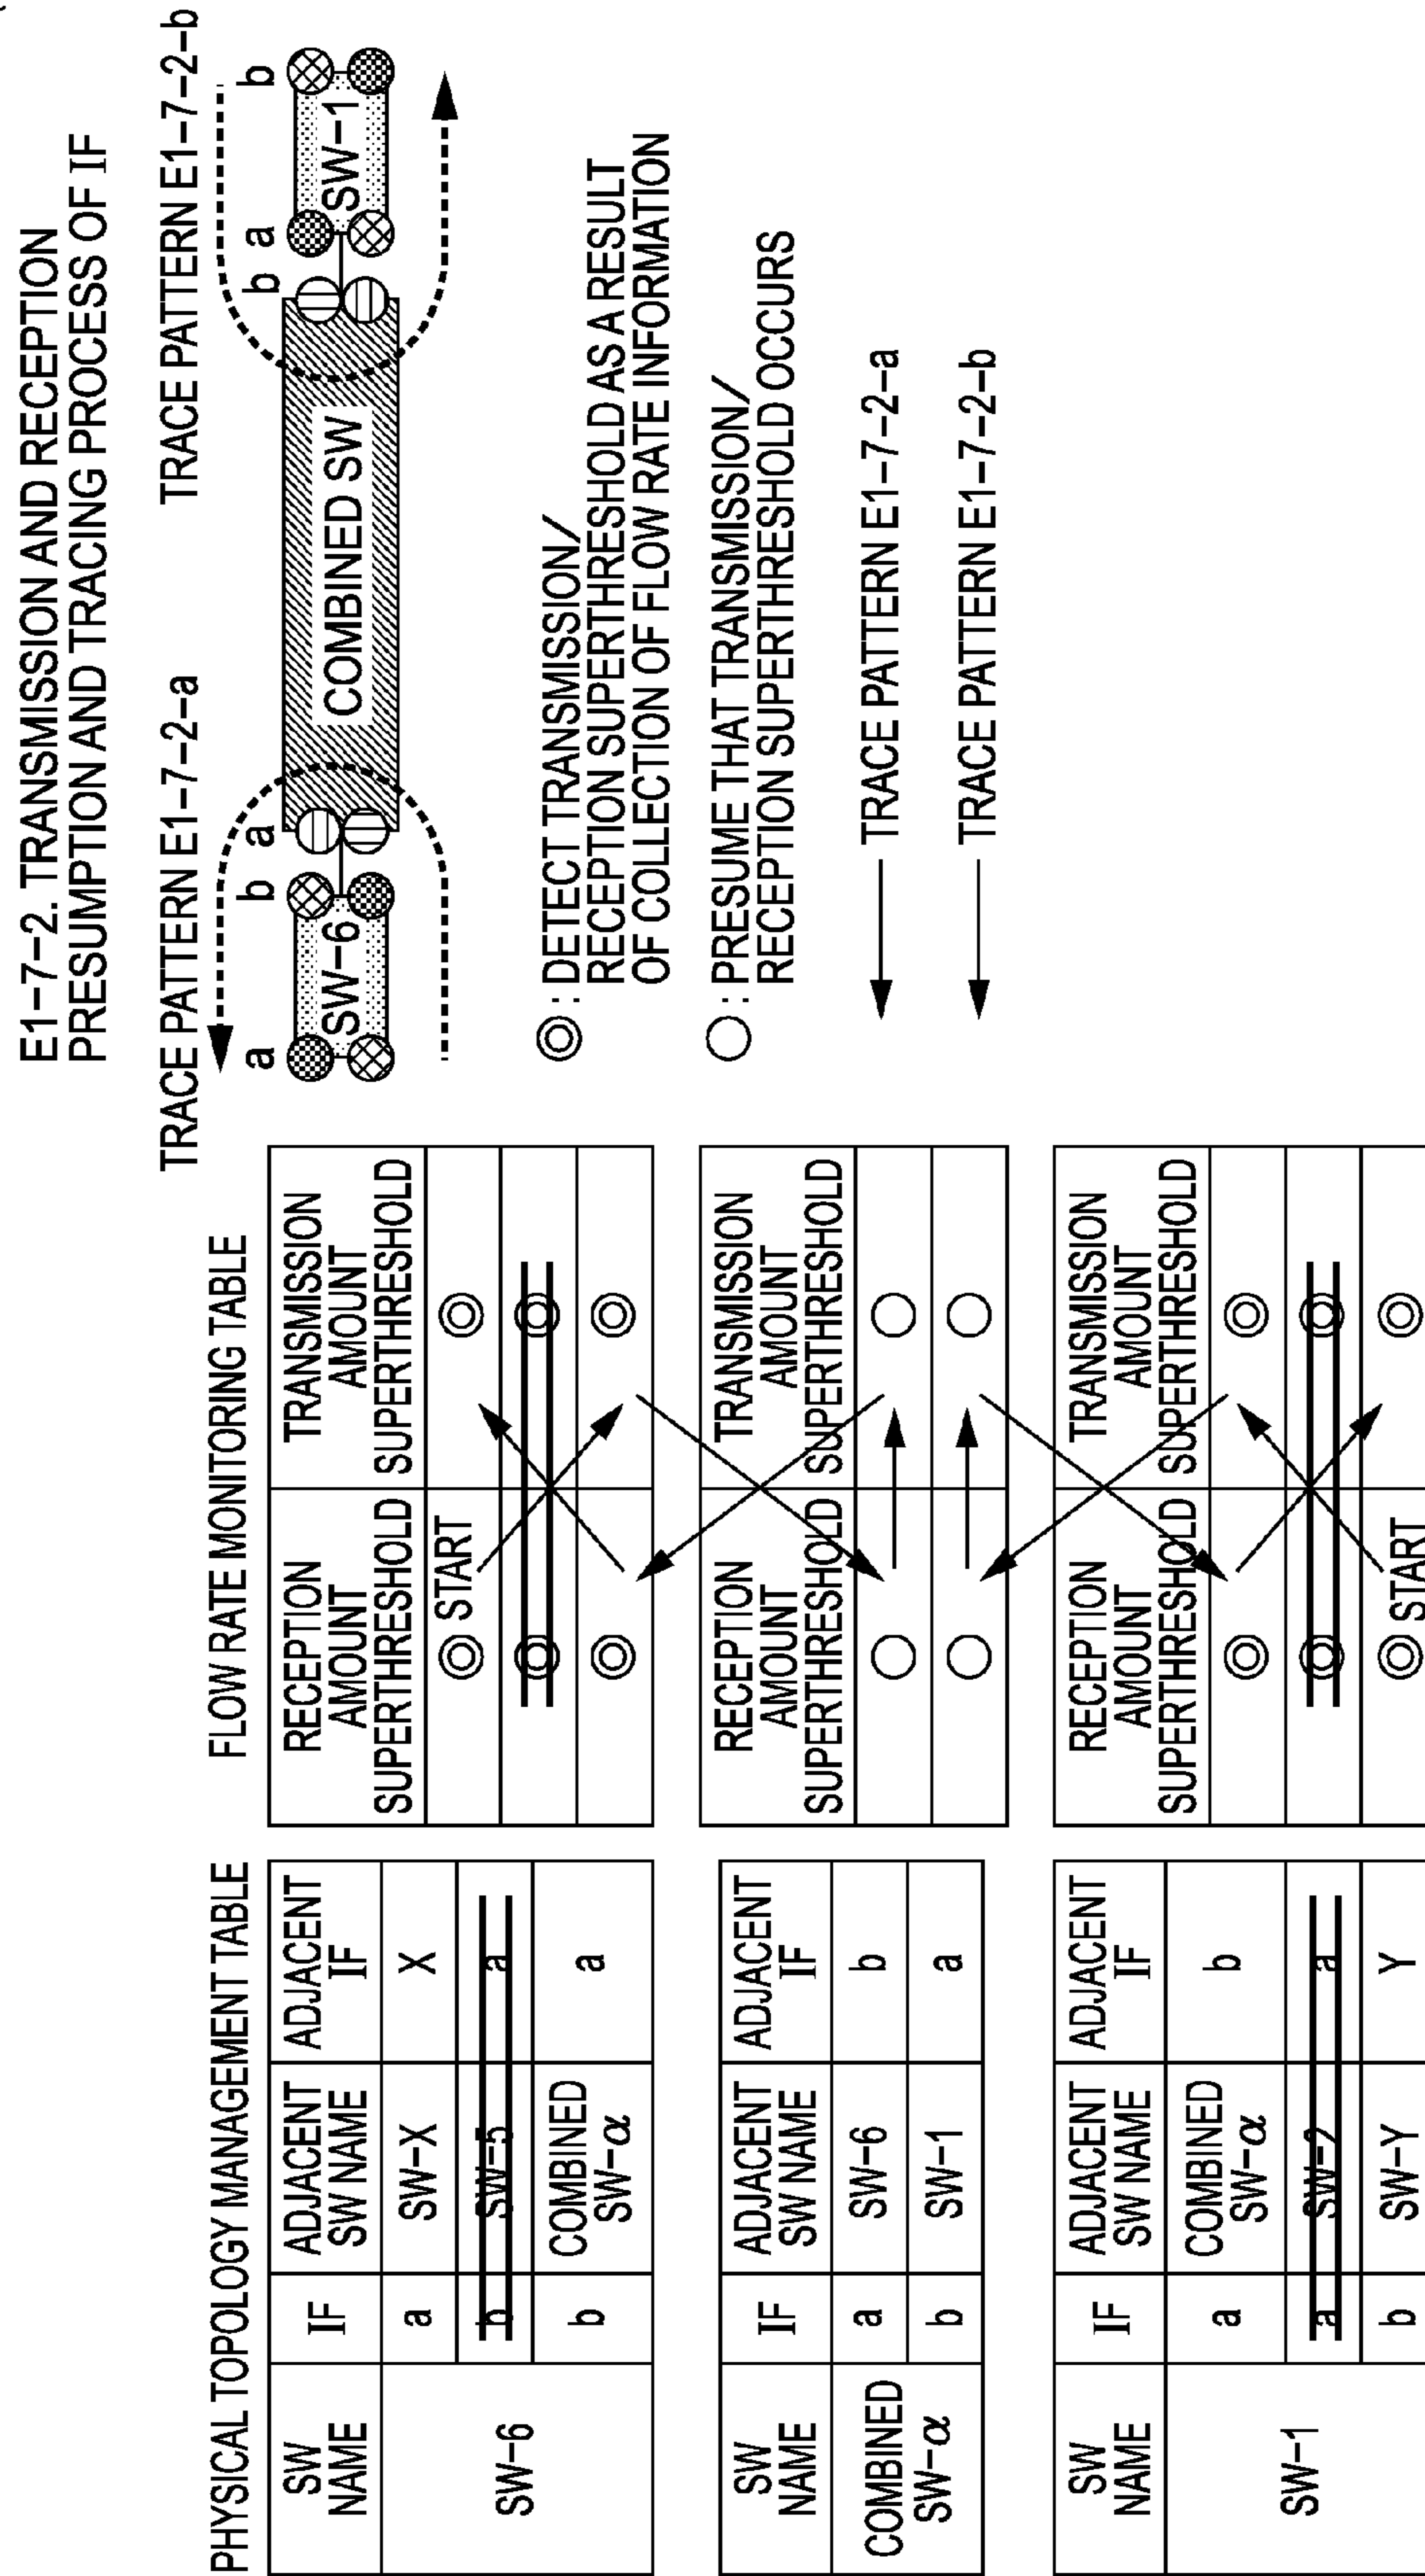 E1-7-2. TRANSMISSION AND RECEPTION
PRESUMPTION AND TRACING PROCESS OF IF
PHYSICAL TOPOLOGY MANAGEMENT TABLE
SW NAME IF ADJACENT SW NAME ADJACENT IF
SW-6 a SW-X X
b SW-5 a
b COMBINED SW-α a
SW NAME IF ADJACENT SW NAME ADJACENT IF
COMBINED SW-α a SW-6 b
b SW-1 a
SW NAME IF ADJACENT SW NAME ADJACENT IF
SW-1 a COMBINED SW-α b
a SW-2 a
b SW-Y Y
FLOW RATE MONITORING TABLE
RECEPTION AMOUNT SUPERTHRESHOLD TRANSMISSION AMOUNT SUPERTHRESHOLD
◎ START ◎
◎ ◎
◎ ◎
RECEPTION AMOUNT SUPERTHRESHOLD TRANSMISSION AMOUNT SUPERTHRESHOLD
○ ○
○ ○
RECEPTION AMOUNT SUPERTHRESHOLD TRANSMISSION AMOUNT SUPERTHRESHOLD
◎ ◎
◎ ◎
◎ START ◎
TRACE PATTERN E1-7-2-a TRACE PATTERN E1-7-2-b
a b a b a b
SW-6 COMBINED SW SW-1
◎ : DETECT TRANSMISSION/
RECEPTION SUPERTHRESHOLD AS A RESULT
OF COLLECTION OF FLOW RATE INFORMATION
○ : PRESUME THAT TRANSMISSION/
RECEPTION SUPERTHRESHOLD OCCURS
TRACE PATTERN E1-7-2-a
TRACE PATTERN E1-7-2-b